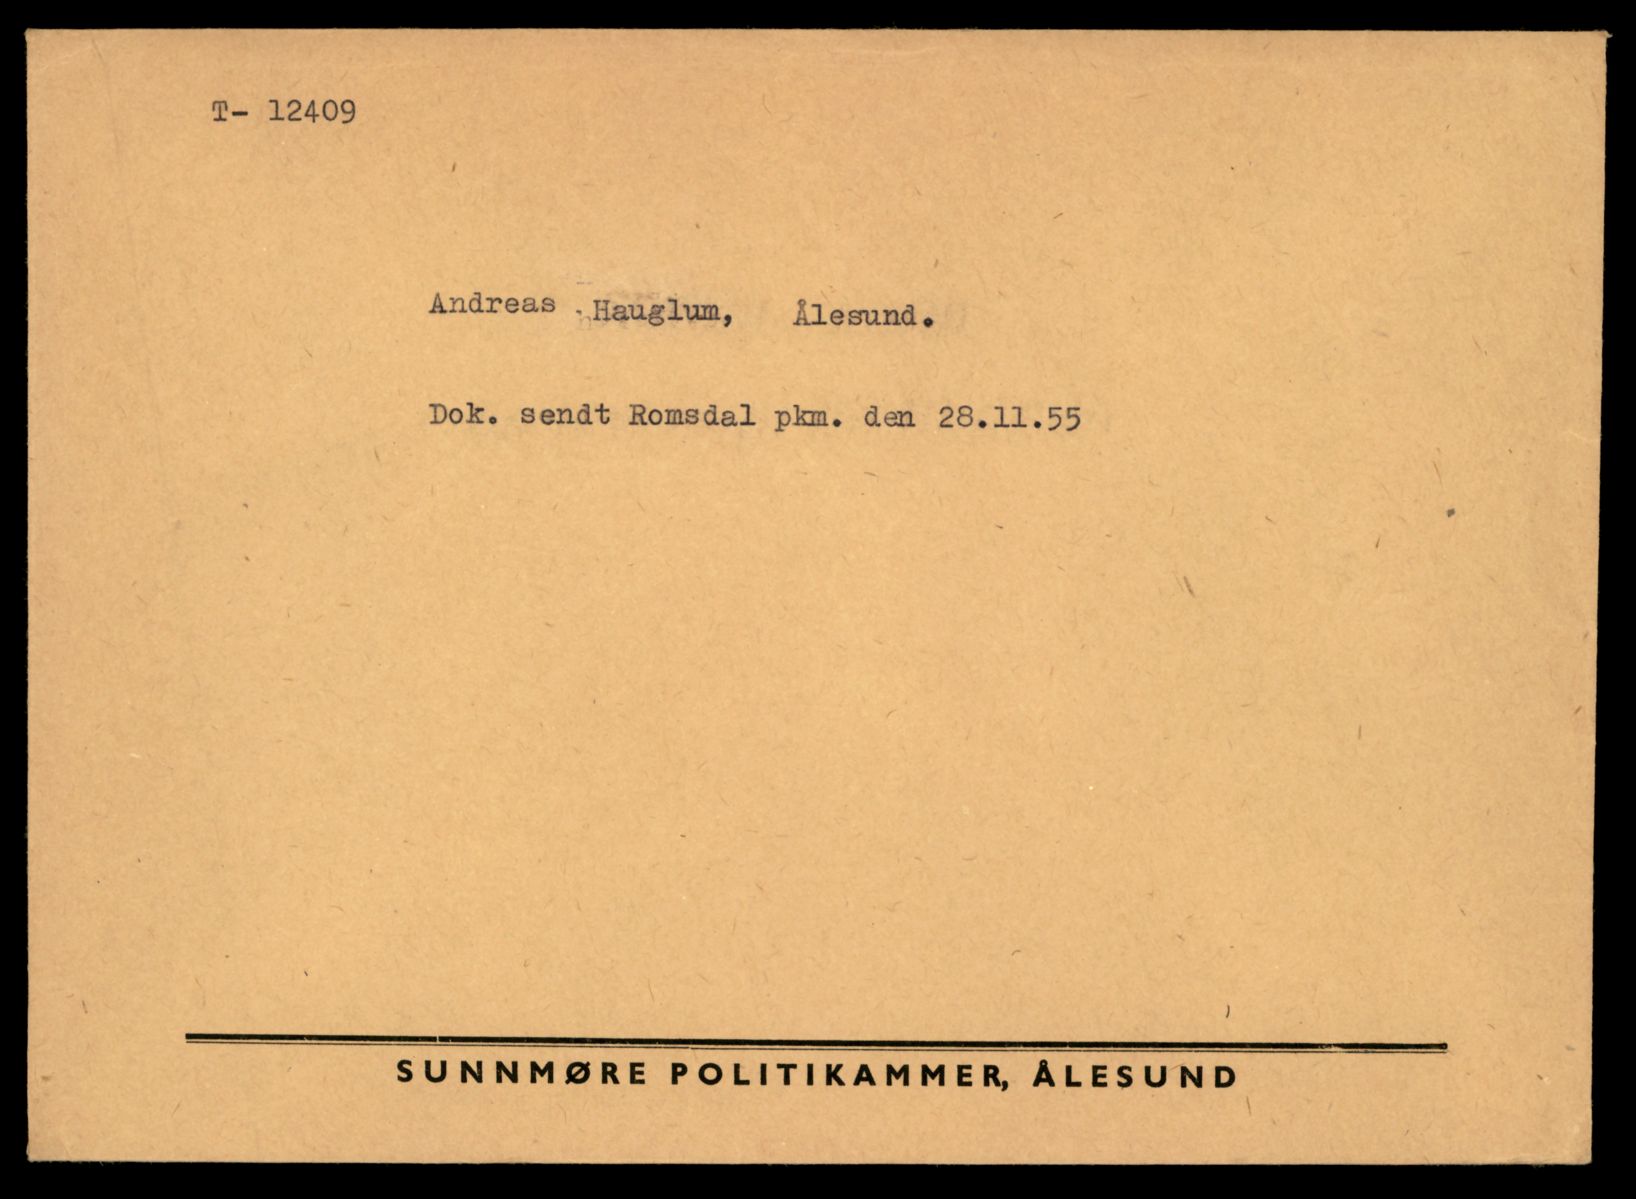 T- 12409
Andreas Hauglum, Ålesund.
Dok. sendt Romsdal pkm. den 28.11.55
SUNNMØRE POLITIKAMMER, ÅLESUND